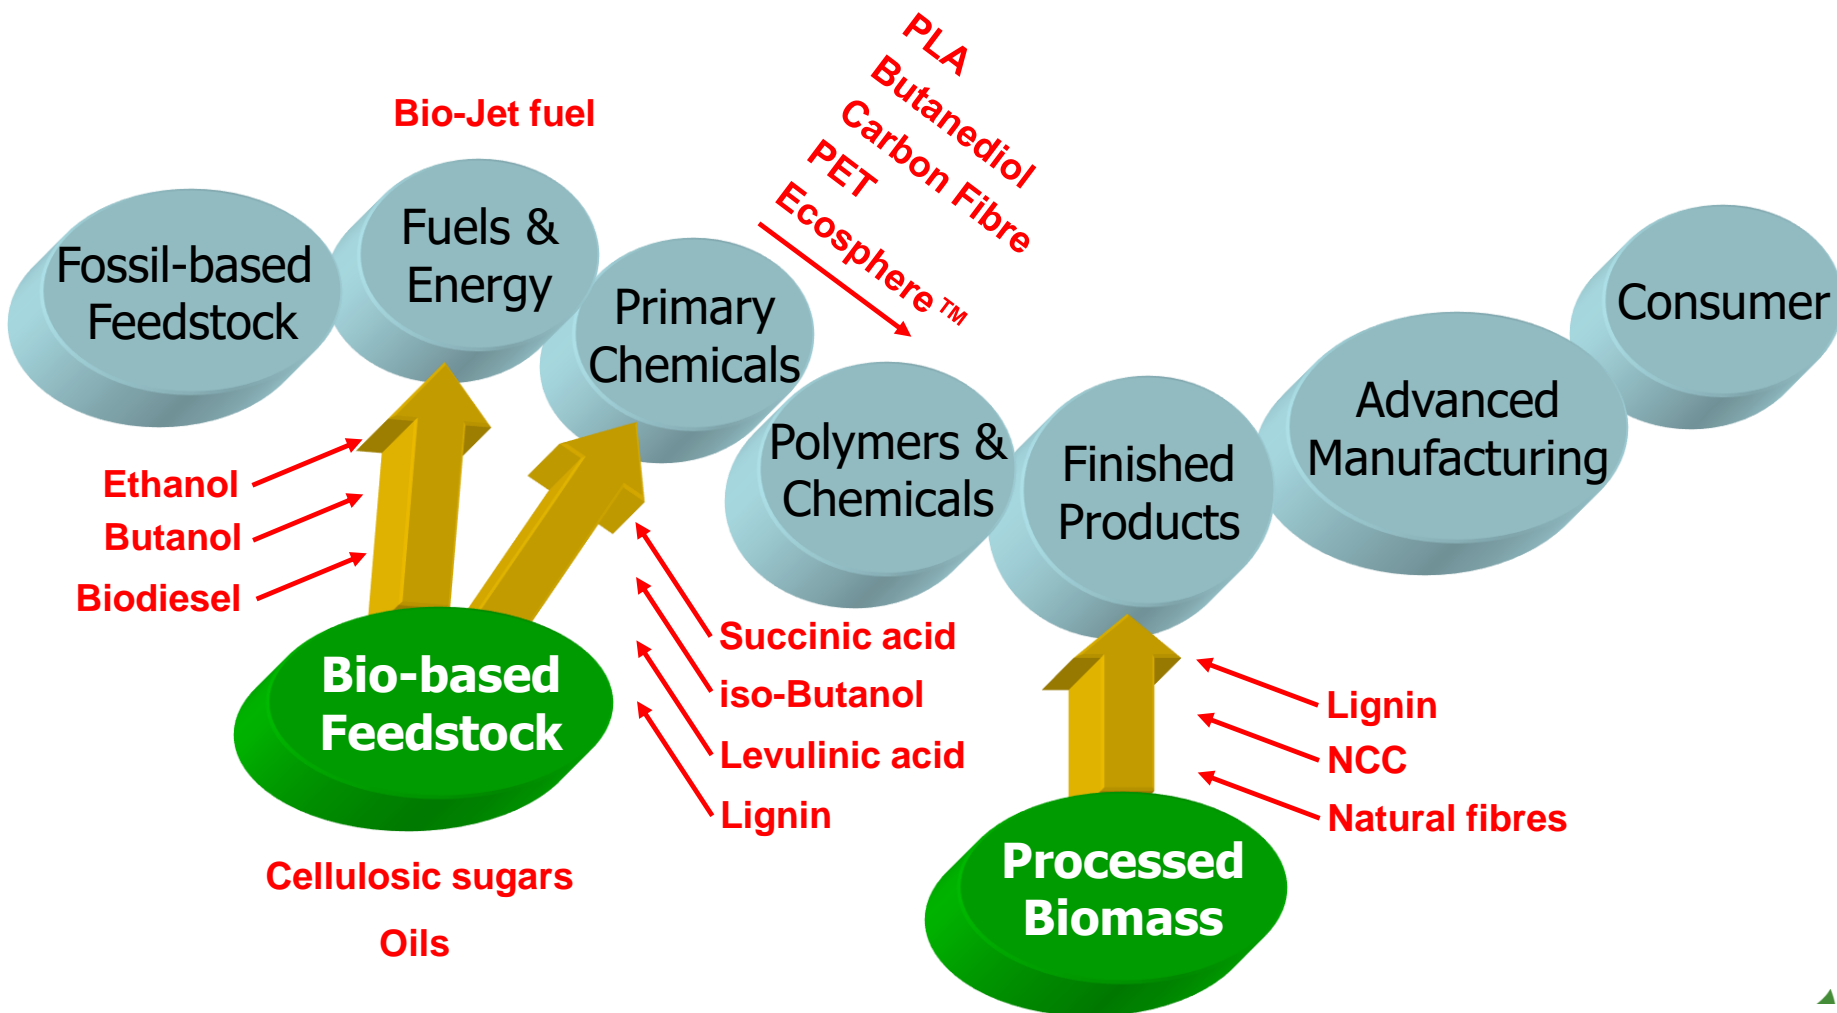 PLA
Butanediol
Carbon Fibre
PET
Ecosphere ™
Bio-Jet fuel
Fossil-based
Feedstock
Fuels &
Energy
Primary
Chemicals
Polymers &
Chemicals
Finished
Products
Advanced
Manufacturing
Consumer
Ethanol
Butanol
Biodiesel
Bio-based
Feedstock
Succinic acid
iso-Butanol
Levulinic acid
Lignin
Lignin
NCC
Natural fibres
Processed
Biomass
Cellulosic sugars
Oils